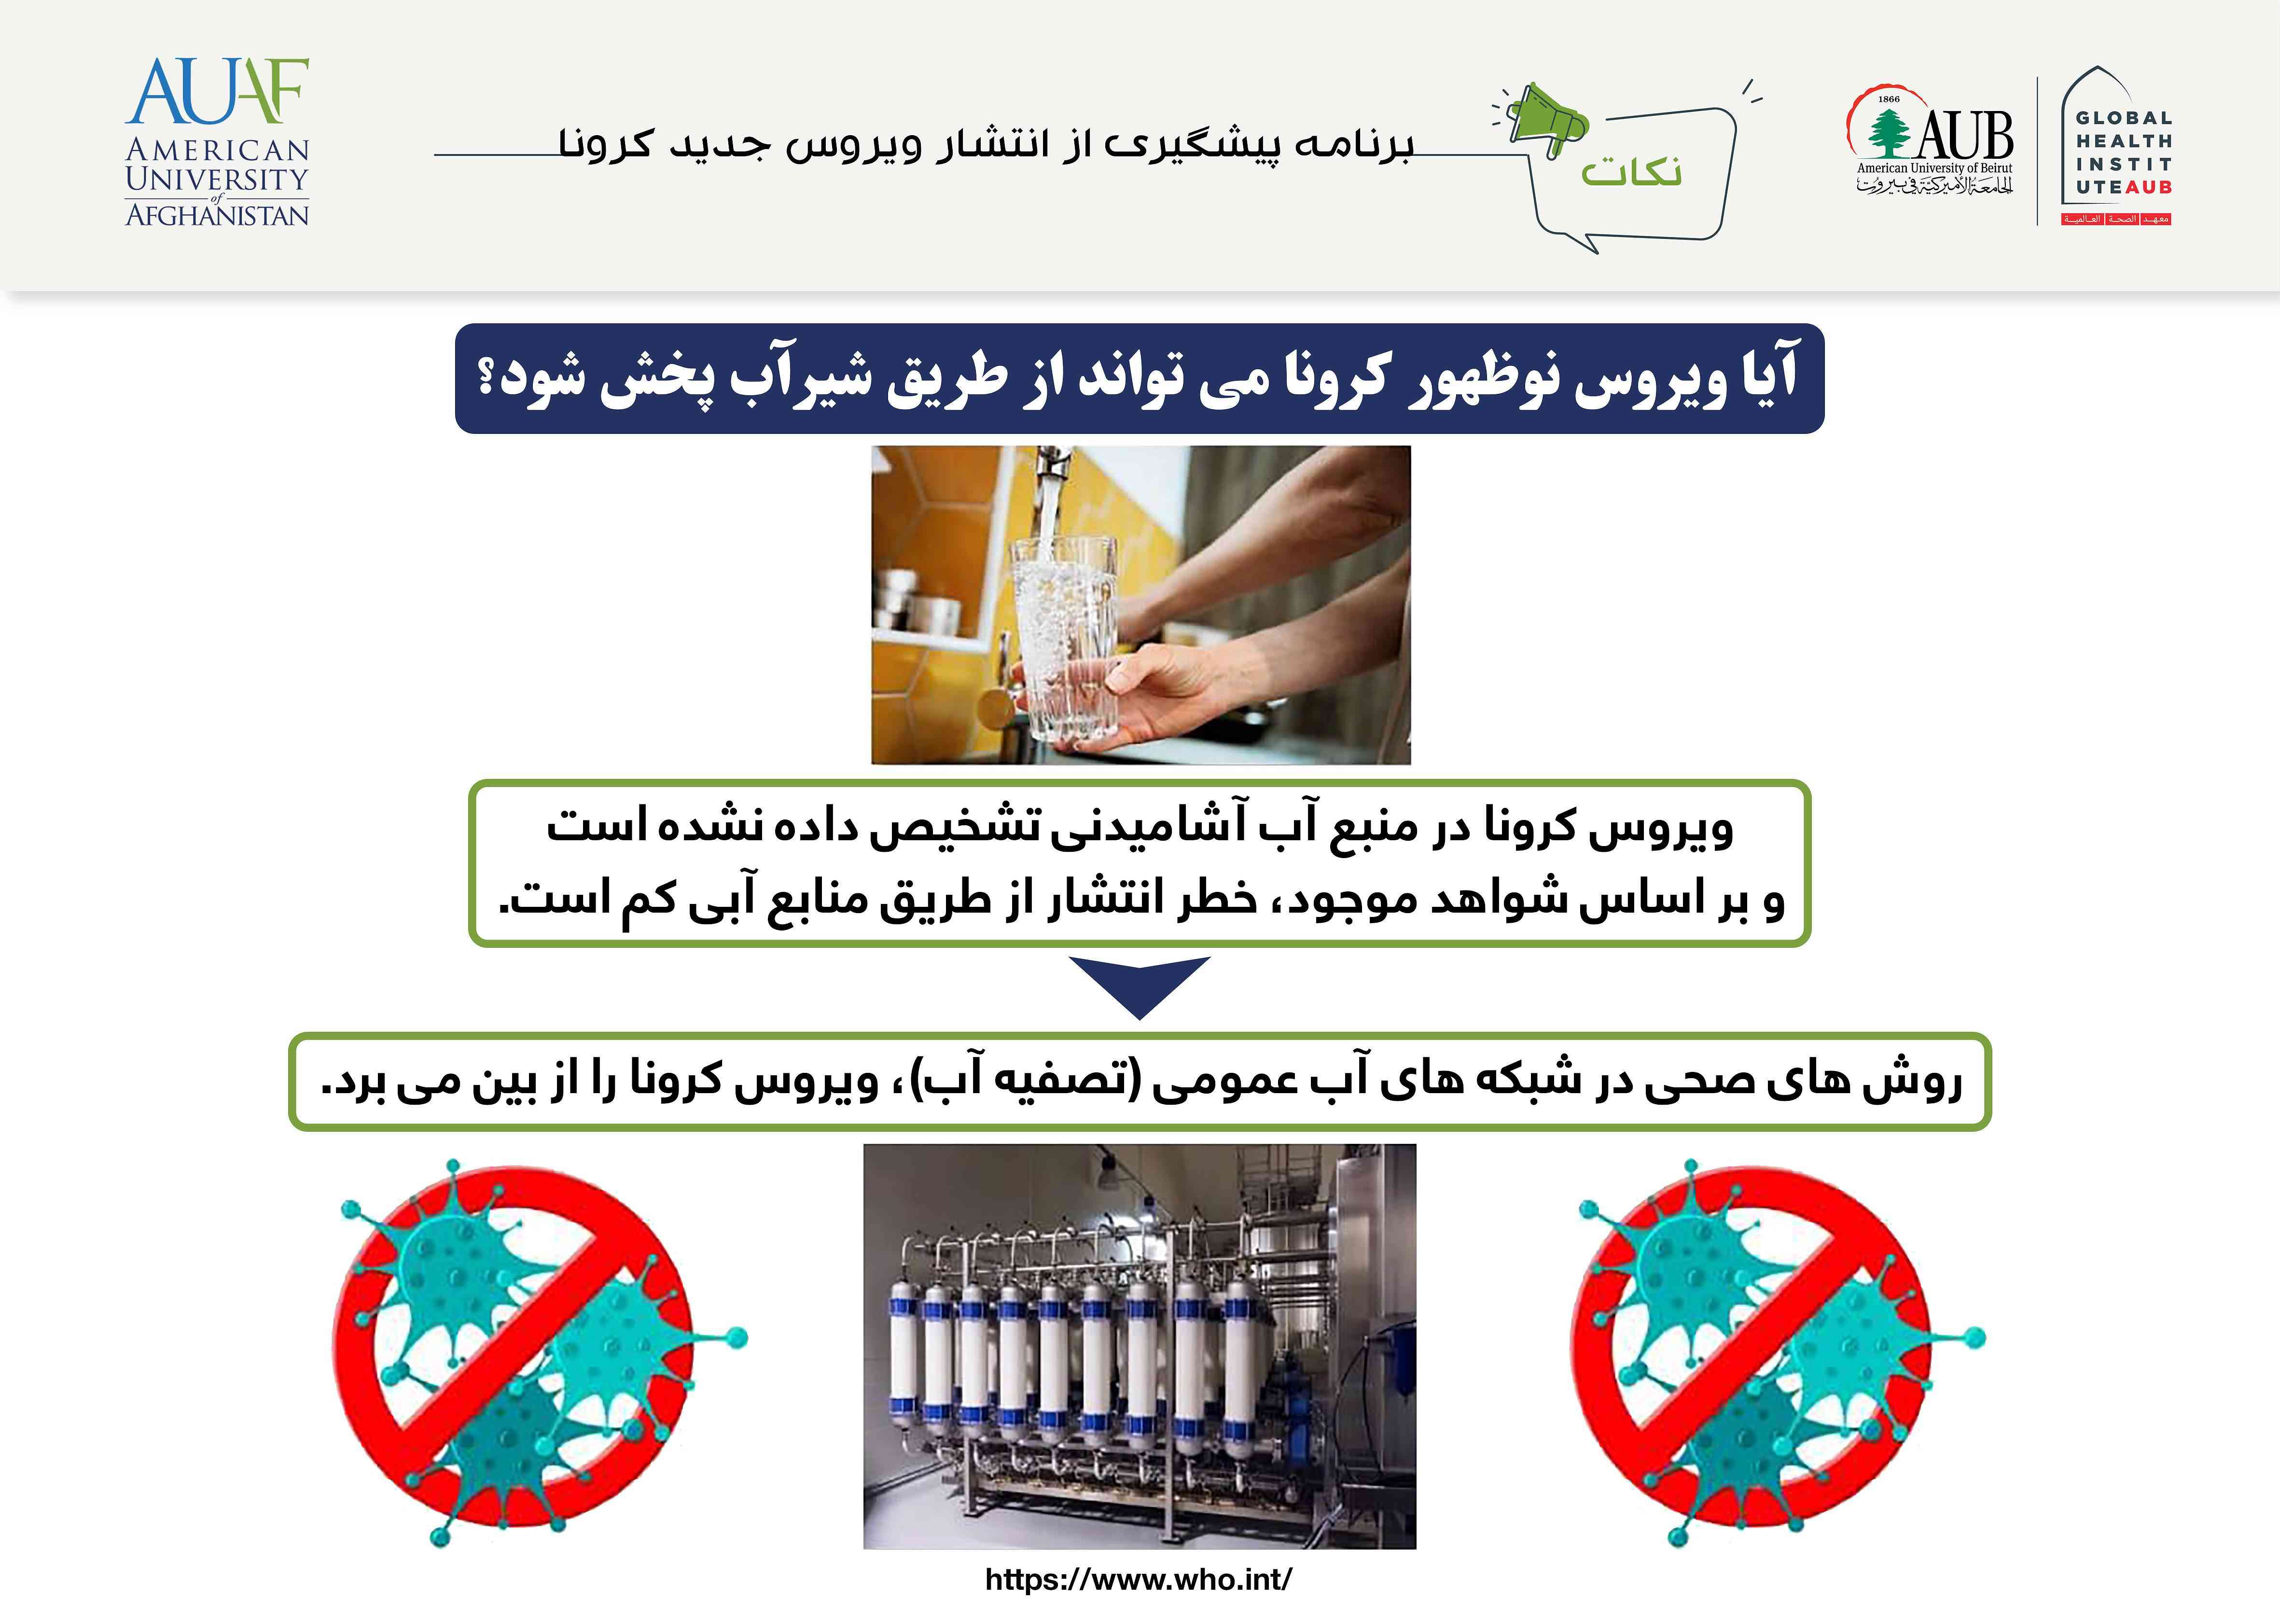 AUAF
AMERICAN
UNIVERSITY
of
AFGHANISTAN
برنامه پیشگیری از انتشار ویروس جدید کرونا
نکات
1866
AUB
American University of Beirut
الجامعة الأميركية في بيروت
GLOBAL
HEALTH
INSTIT
UTEAUB
معهد الصحة العالمية
آیا ویروس نوظهور کرونا می تواند از طریق شیرآب پخش شود؟
ویروس کرونا در منبع آب آشامیدنی تشخیص داده نشده است
و بر اساس شواهد موجود، خطر انتشار از طریق منابع آبی کم است.
روش های صحی در شبکه های آب عمومی (تصفیه آب)، ویروس کرونا را از بین می برد.
https://www.who.int/